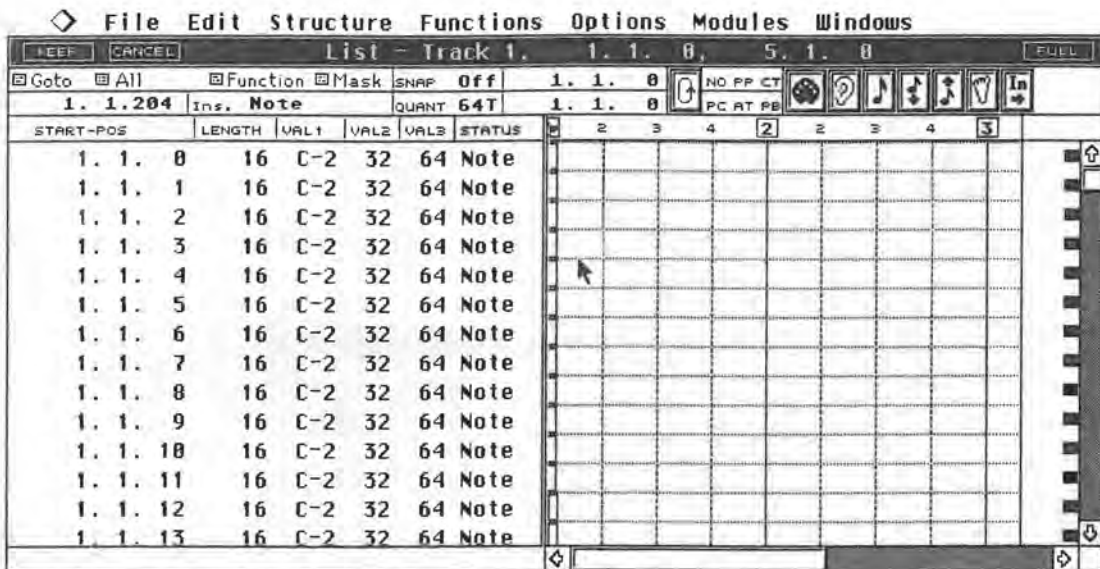 File Edit Structure Functions Options Modules Windows
KEEP CANCEL List - Track 1. 1. 1. 0, 5. 1. 0 FULL
Goto All Function Mask SNAP Off 1. 1. 0 NO PP CT In
1. 1.204 Ins. Note QUANT 64T 1. 1. 0 PC AT PB
START-POS LENGTH VAL1 VAL2 VAL3 STATUS 2 3 4 2 2 3 4 3
1. 1. 0 16 C-2 32 64 Note
1. 1. 1 16 C-2 32 64 Note
1. 1. 2 16 C-2 32 64 Note
1. 1. 3 16 C-2 32 64 Note
1. 1. 4 16 C-2 32 64 Note
1. 1. 5 16 C-2 32 64 Note
1. 1. 6 16 C-2 32 64 Note
1. 1. 7 16 C-2 32 64 Note
1. 1. 8 16 C-2 32 64 Note
1. 1. 9 16 C-2 32 64 Note
1. 1. 10 16 C-2 32 64 Note
1. 1. 11 16 C-2 32 64 Note
1. 1. 12 16 C-2 32 64 Note
1. 1. 13 16 C-2 32 64 Note